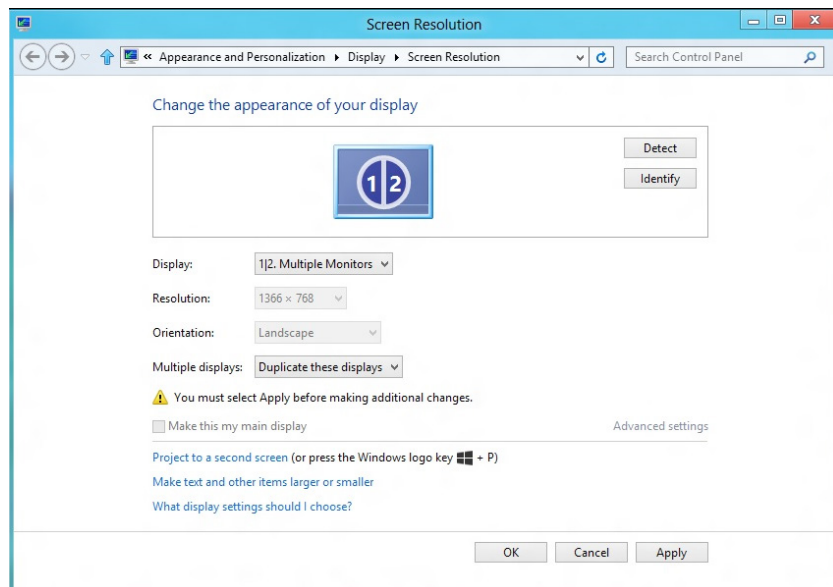 Screen Resolution
« Appearance and Personalization Display Screen Resolution
Search Control Panel
Change the appearance of your display
1|2
Detect
Identify
Display: 1|2. Multiple Monitors
Resolution: 1366 × 768
Orientation: Landscape
Multiple displays: Duplicate these displays
You must select Apply before making additional changes.
Make this my main display
Advanced settings
Project to a second screen (or press the Windows logo key + P)
Make text and other items larger or smaller
What display settings should I choose?
OK Cancel Apply